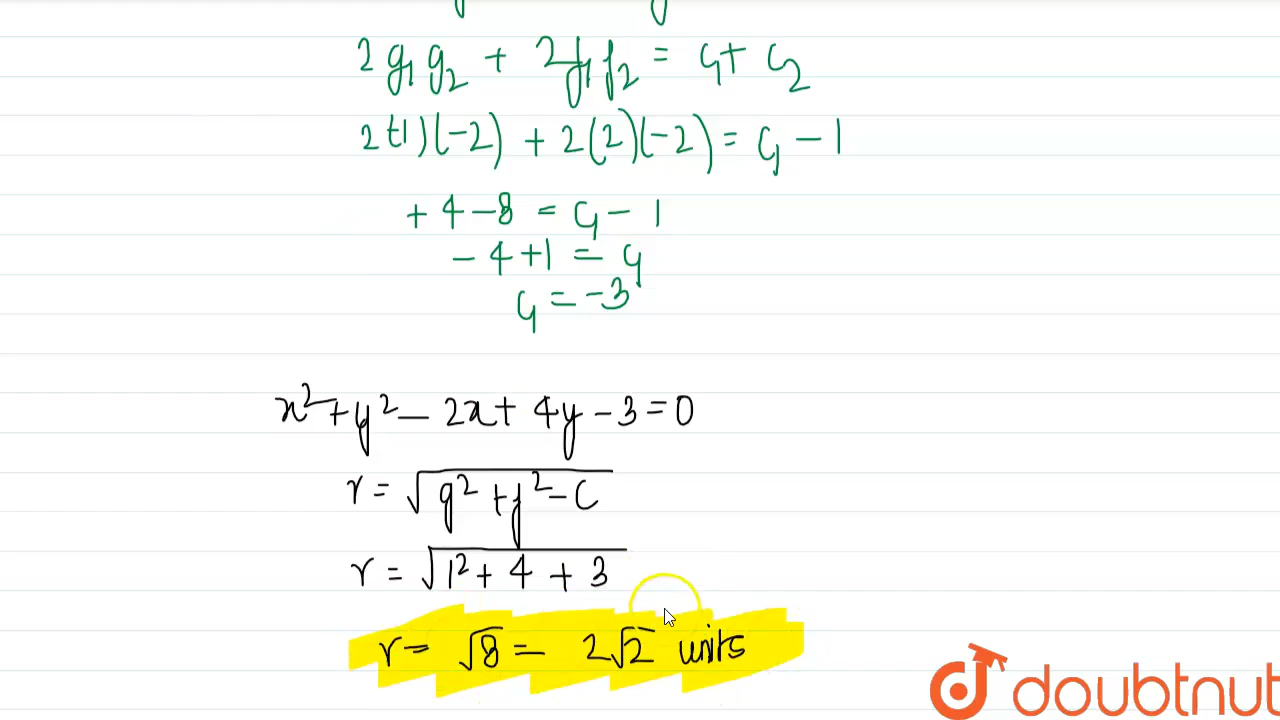 2g₁g₂ + 2f₁f₂ = c₁ + c₂
2(-1)(-2) + 2(2)(-2) = c₁ - 1
+ 4 - 8 = c₁ - 1
- 4 + 1 = c₁
c₁ = -3
x² + y² - 2x + 4y - 3 = 0
r = √(g² + f² - c)
r = √(1² + 4 + 3)
r = √8 = 2√2 units
doubtnut